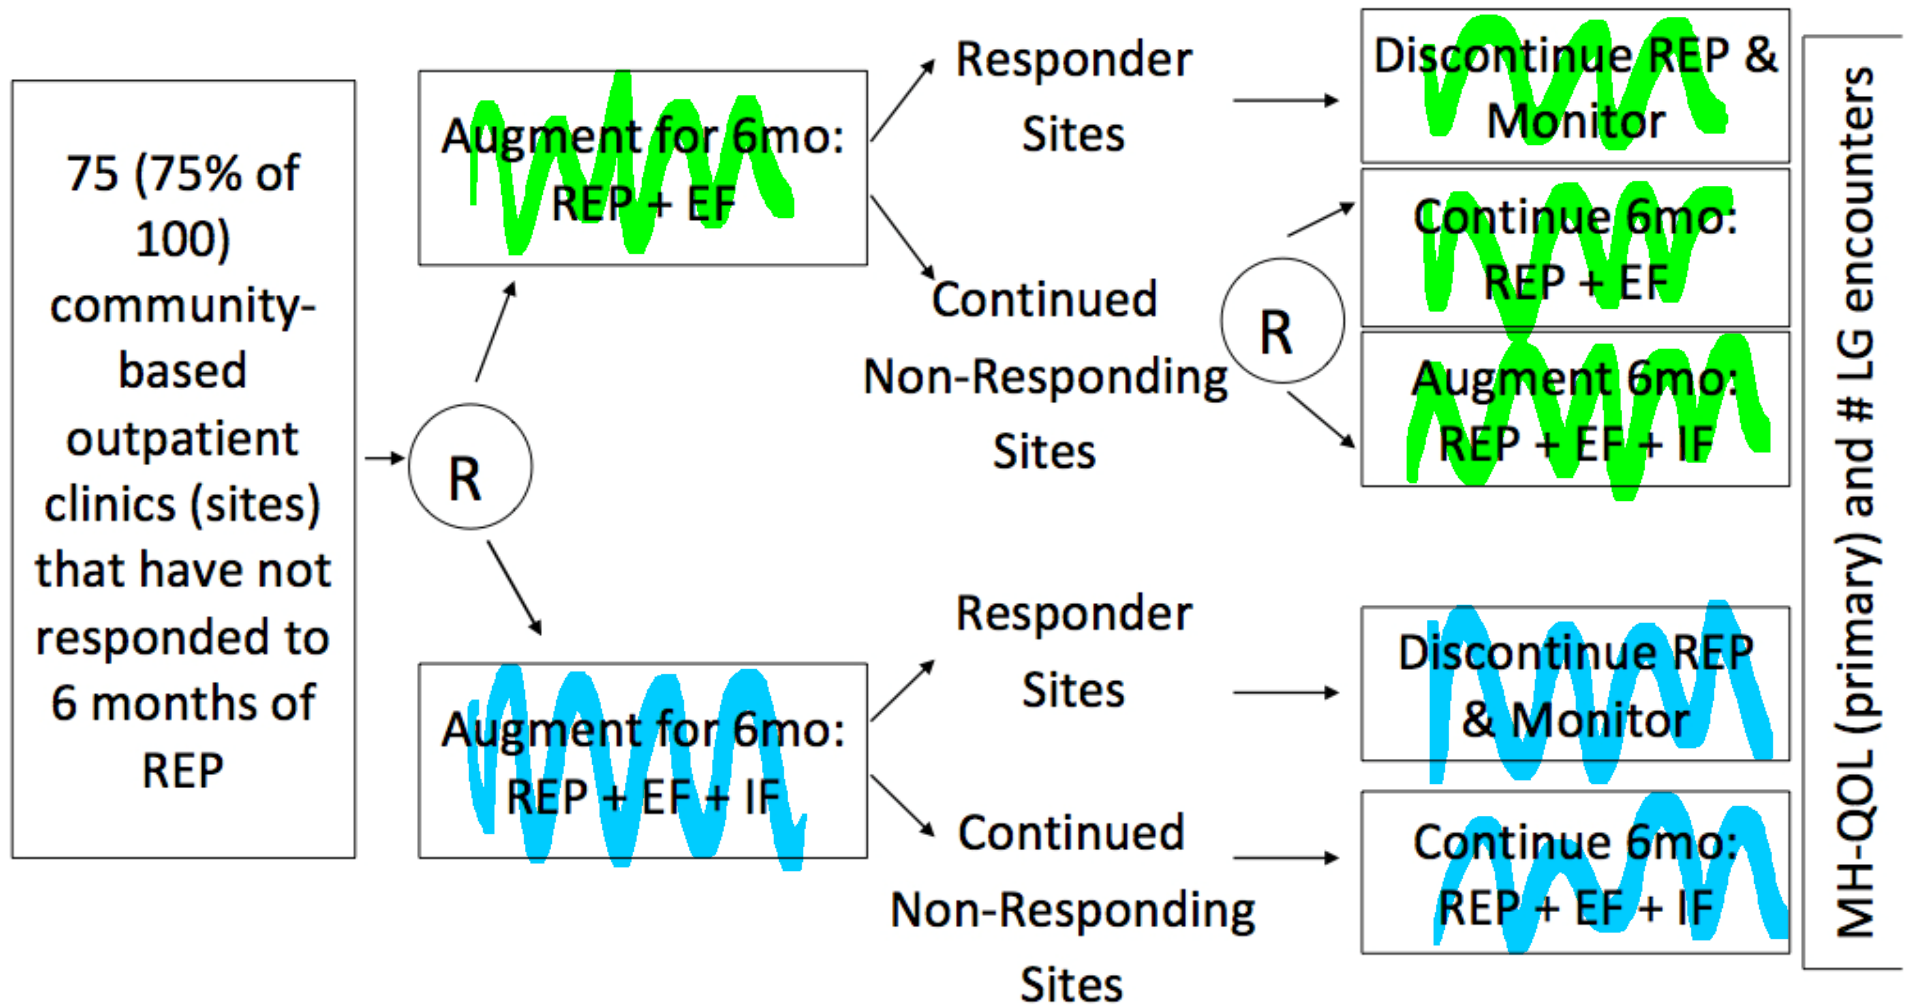 75 (75% of
100)
community-
based
outpatient
clinics (sites)
that have not
responded to
6 months of
REP
R
Augment for 6mo:
REP + EF
Responder
Sites
Discontinue REP &
Monitor
Continued
Non-Responding
Sites
R
Continue 6mo:
REP + EF
Augment 6mo:
REP + EF + IF
Augment for 6mo:
REP + EF + IF
Responder
Sites
Discontinue REP
& Monitor
Continued
Non-Responding
Sites
Continue 6mo:
REP + EF + IF
MH-QOL (primary) and # LG encounters